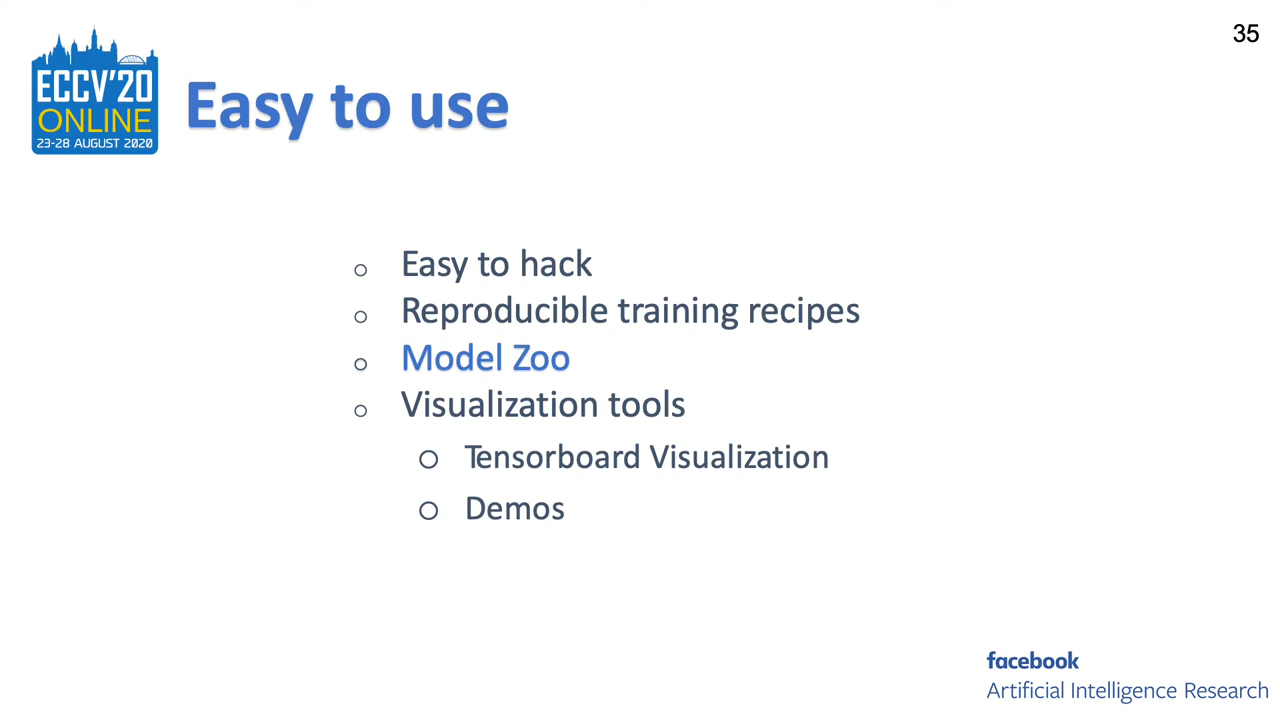 35
ECCV'20
ONLINE
23-28 AUGUST 2020
Easy to use
Easy to hack
Reproducible training recipes
Model Zoo
Visualization tools
Tensorboard Visualization
Demos
facebook
Artificial Intelligence Research